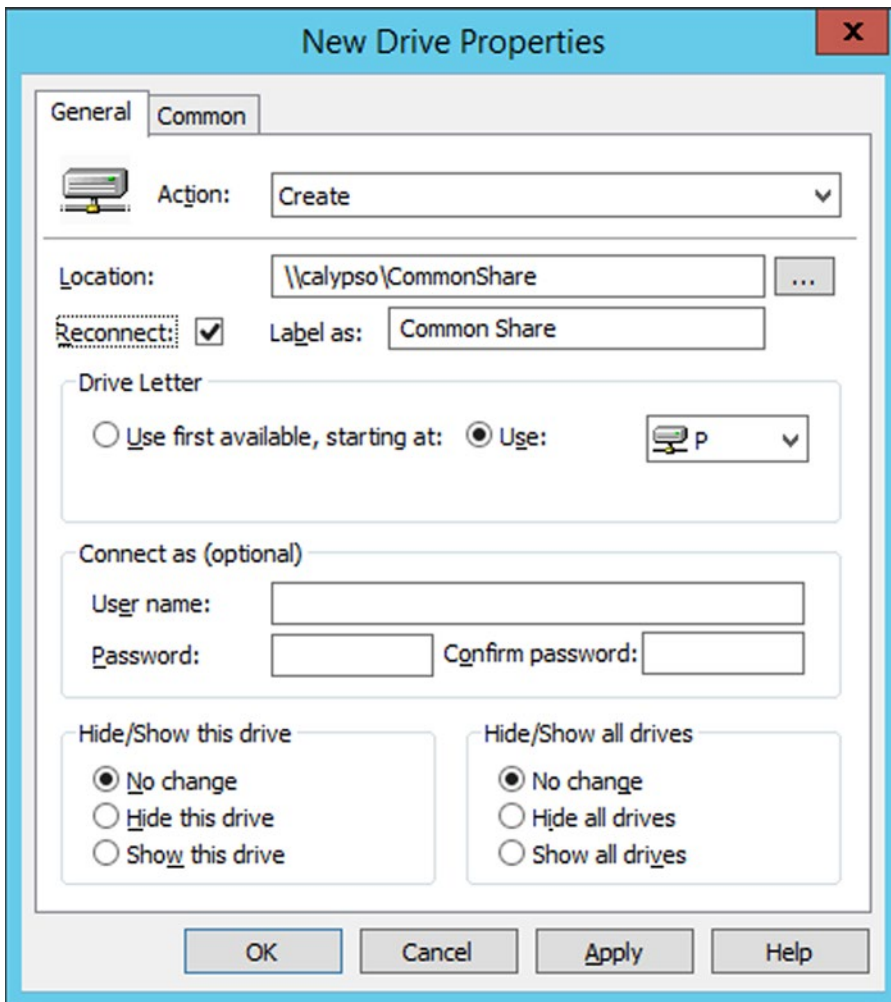 New Drive Properties
x
General Common
Action: Create
Location: \\calypso\CommonShare ...
Reconnect: Label as: Common Share
Drive Letter
Use first available, starting at: Use: P
Connect as (optional)
User name:
Password: Confirm password:
Hide/Show this drive Hide/Show all drives
No change No change
Hide this drive Hide all drives
Show this drive Show all drives
OK Cancel Apply Help